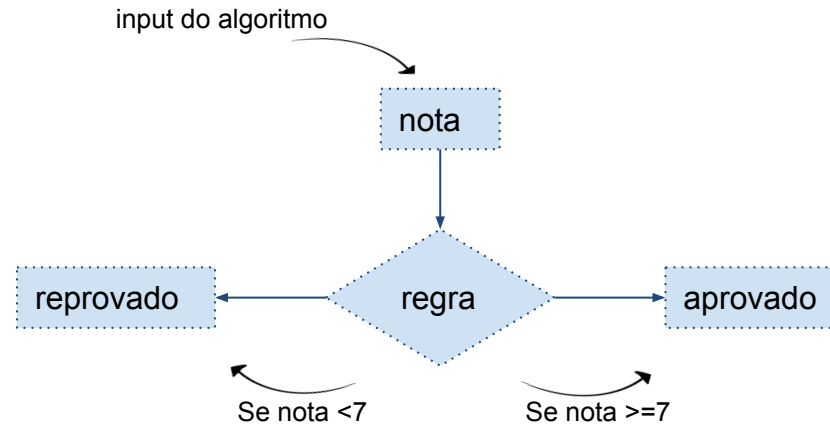 input do algoritmo
nota
reprovado
regra
aprovado
Se nota <7
Se nota >=7